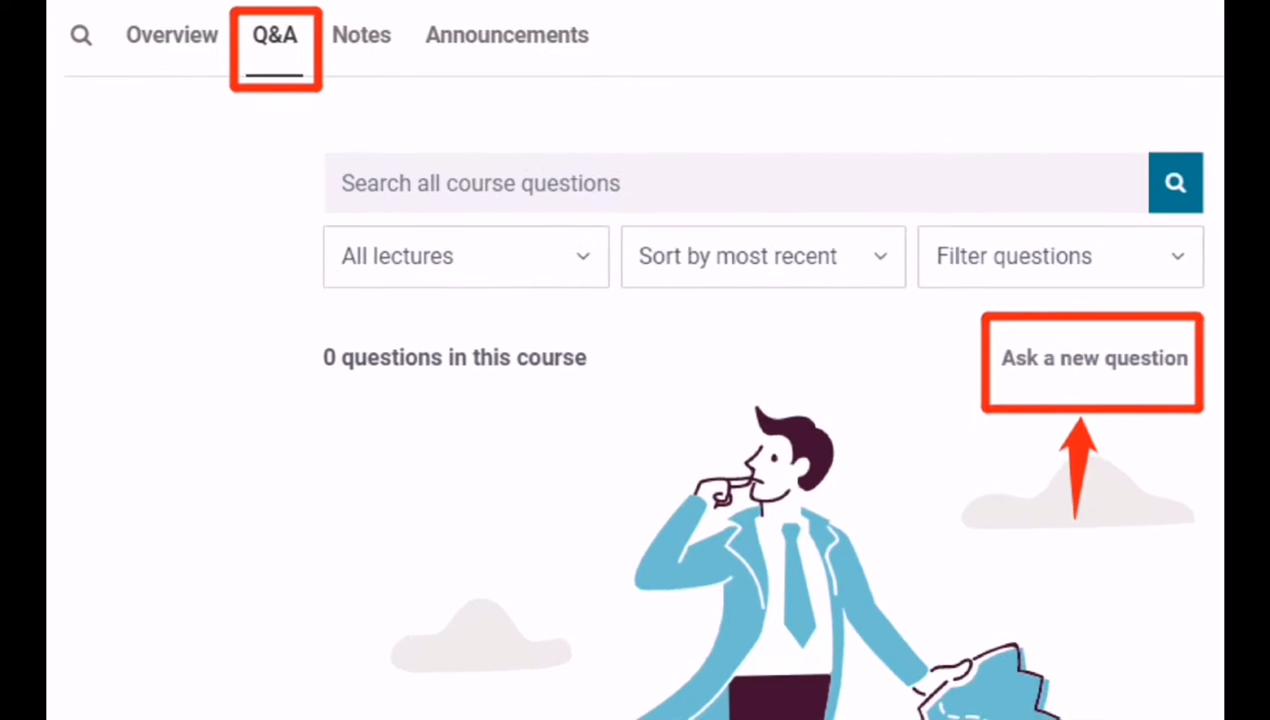 Overview Q&A Notes Announcements
Search all course questions
All lectures Sort by most recent Filter questions
0 questions in this course Ask a new question